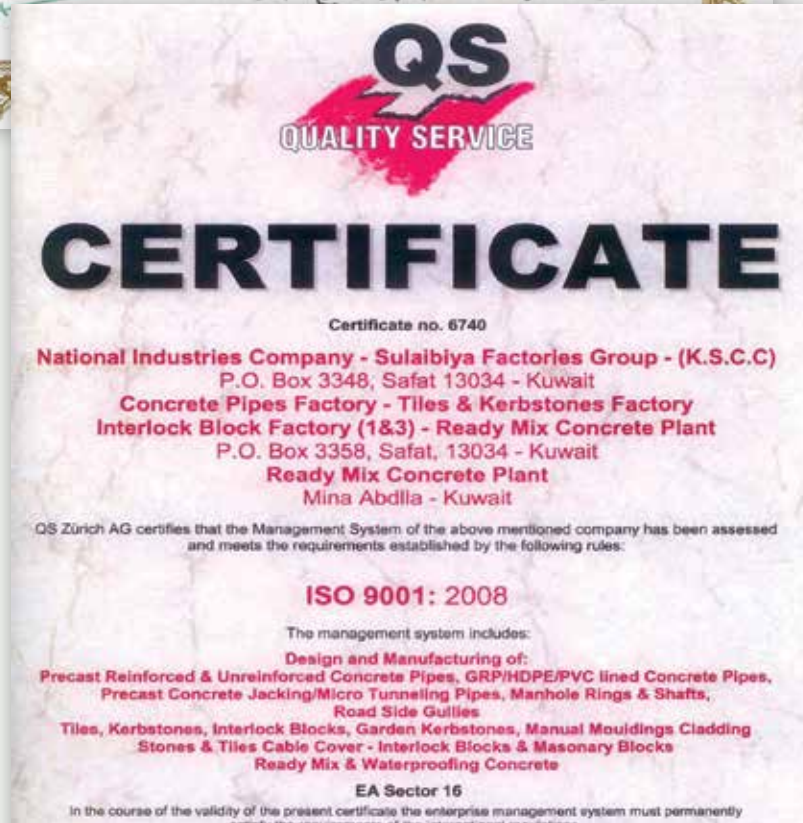 QS
QUALITY SERVICE
CERTIFICATE
Certificate no. 6740
National Industries Company - Sulaibiya Factories Group - (K.S.C.C)
P.O. Box 3348, Safat 13034 - Kuwait
Concrete Pipes Factory - Tiles & Kerbstones Factory
Interlock Block Factory (1&3) - Ready Mix Concrete Plant
P.O. Box 3358, Safat, 13034 - Kuwait
Ready Mix Concrete Plant
Mina Abdlla - Kuwait
QS Zürich AG certifies that the Management System of the above mentioned company has been assessed
and meets the requirements established by the following rules:
ISO 9001: 2008
The management system includes:
Design and Manufacturing of:
Precast Reinforced & Unreinforced Concrete Pipes, GRP/HDPE/PVC lined Concrete Pipes,
Precast Concrete Jacking/Micro Tunneling Pipes, Manhole Rings & Shafts,
Road Side Gullies
Tiles, Kerbstones, Interlock Blocks, Garden Kerbstones, Manual Mouldings Cladding
Stones & Tiles Cable Cover - Interlock Blocks & Masonary Blocks
Ready Mix & Waterproofing Concrete
EA Sector 16
In the course of the validity of the present certificate the enterprise management system must permanently